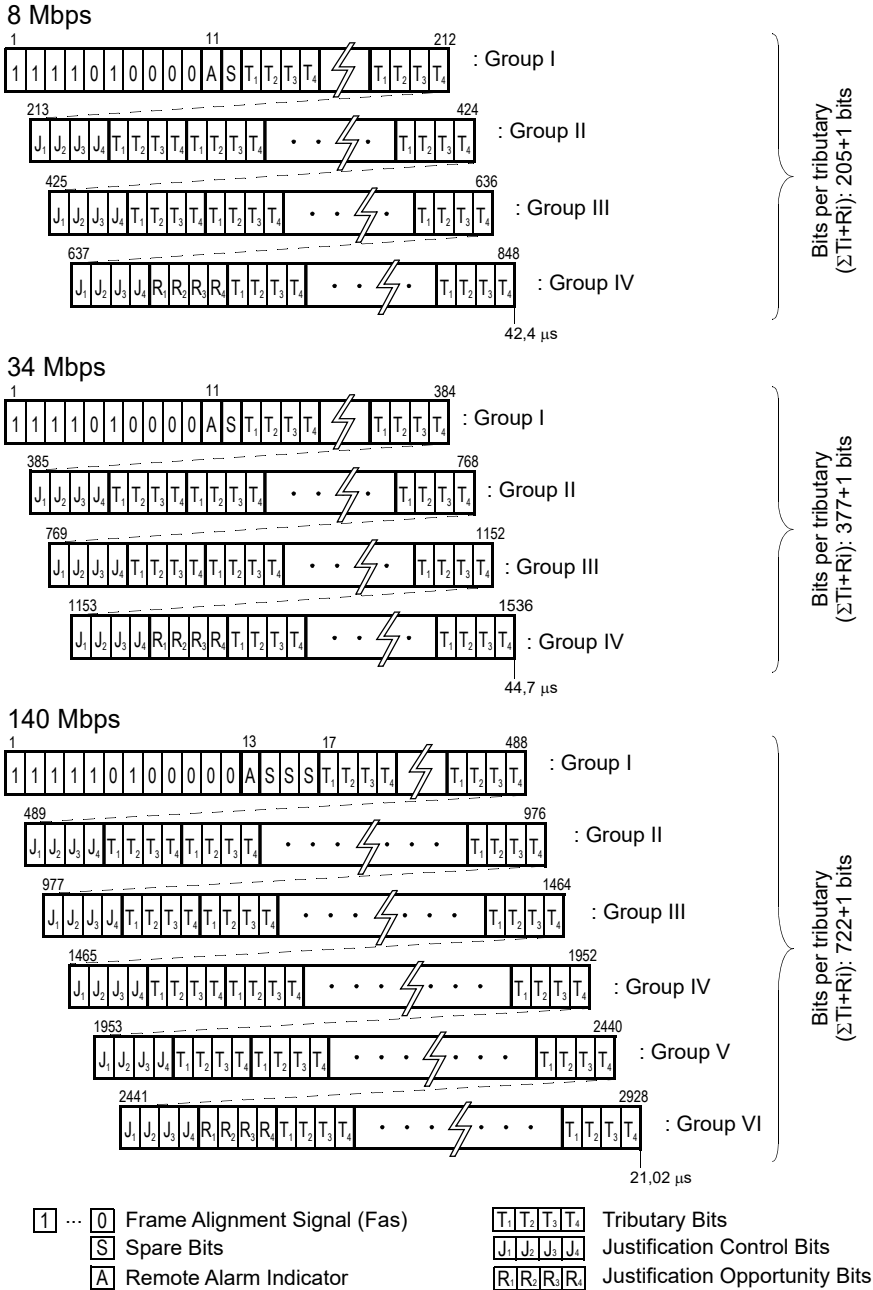 8 Mbps
1 11 212
1 1 1 1 0 1 0 0 0 0 A S T1 T2 T3 T4 T1 T2 T3 T4 : Group I
213 424
J1 J2 J3 J4 T1 T2 T3 T4 T1 T2 T3 T4 · · · T1 T2 T3 T4 : Group II
425 636
J1 J2 J3 J4 T1 T2 T3 T4 T1 T2 T3 T4 · · · T1 T2 T3 T4 : Group III
637 848
J1 J2 J3 J4 R1 R2 R3 R4 T1 T2 T3 T4 · · · T1 T2 T3 T4 : Group IV
42,4 µs
Bits per tributary
(ΣTi+Ri): 205+1 bits
34 Mbps
1 11 384
1 1 1 1 0 1 0 0 0 0 A S T1 T2 T3 T4 T1 T2 T3 T4 : Group I
385 768
J1 J2 J3 J4 T1 T2 T3 T4 T1 T2 T3 T4 · · · T1 T2 T3 T4 : Group II
769 1152
J1 J2 J3 J4 T1 T2 T3 T4 T1 T2 T3 T4 · · · T1 T2 T3 T4 : Group III
1153 1536
J1 J2 J3 J4 R1 R2 R3 R4 T1 T2 T3 T4 · · · T1 T2 T3 T4 : Group IV
44,7 µs
Bits per tributary
(ΣTi+Ri): 377+1 bits
140 Mbps
1 13 17 488
1 1 1 1 1 0 1 0 0 0 0 0 A S S S T1 T2 T3 T4 T1 T2 T3 T4 : Group I
489 976
J1 J2 J3 J4 T1 T2 T3 T4 T1 T2 T3 T4 · · · · · · · T1 T2 T3 T4 : Group II
977 1464
J1 J2 J3 J4 T1 T2 T3 T4 T1 T2 T3 T4 · · · · · · · T1 T2 T3 T4 : Group III
1465 1952
J1 J2 J3 J4 T1 T2 T3 T4 T1 T2 T3 T4 · · · · · · · T1 T2 T3 T4 : Group IV
1953 2440
J1 J2 J3 J4 T1 T2 T3 T4 T1 T2 T3 T4 · · · · · · · T1 T2 T3 T4 : Group V
2441 2928
J1 J2 J3 J4 R1 R2 R3 R4 T1 T2 T3 T4 · · · · · · · T1 T2 T3 T4 : Group VI
21,02 µs
Bits per tributary
(ΣTi+Ri): 722+1 bits
1 ··· 0 Frame Alignment Signal (Fas)
S Spare Bits
A Remote Alarm Indicator
T1 T2 T3 T4 Tributary Bits
J1 J2 J3 J4 Justification Control Bits
R1 R2 R3 R4 Justification Opportunity Bits